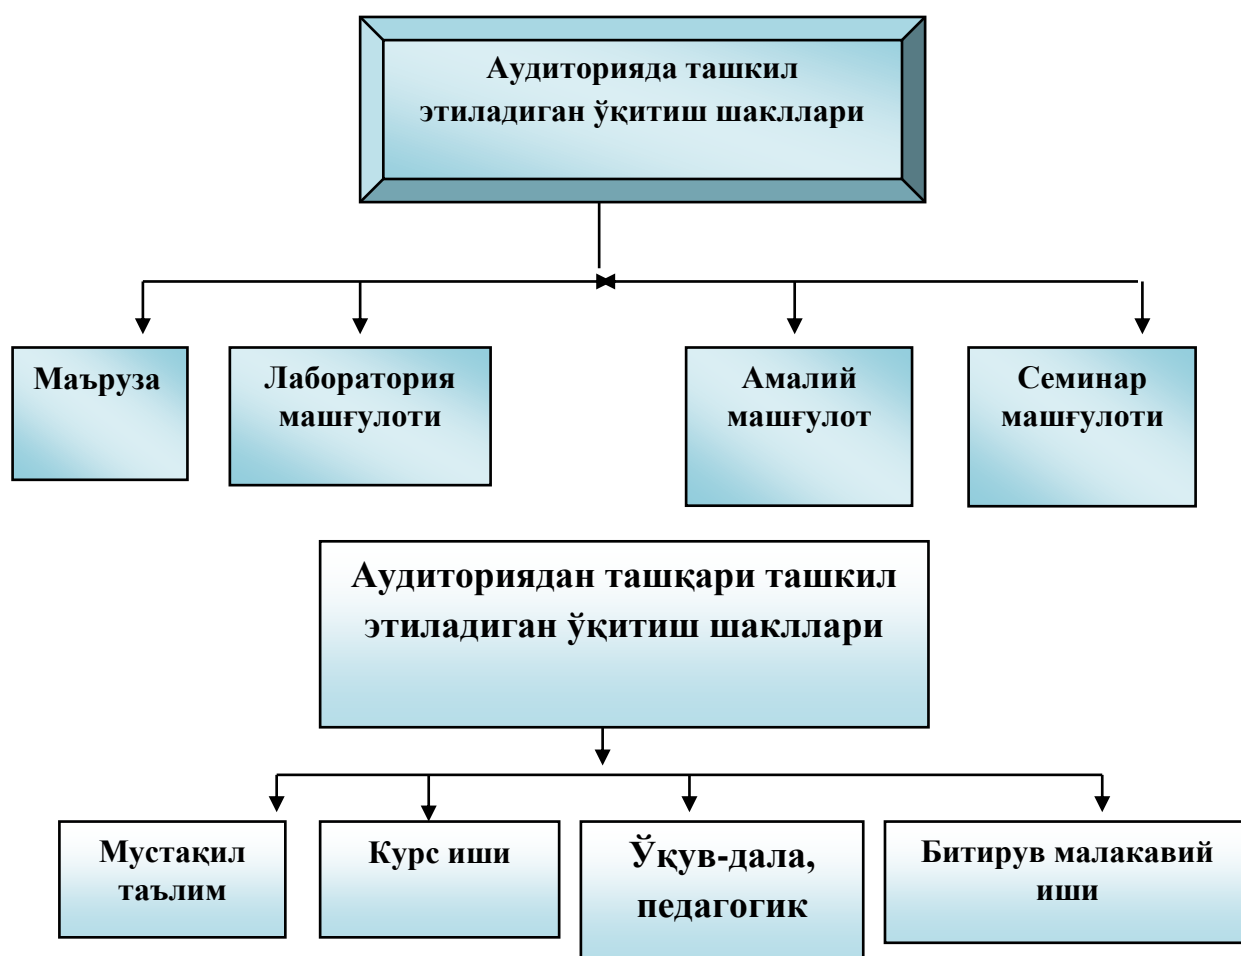 Аудиторияда ташкил
этиладиган ўқитиш шакллари
Маъруза
Лаборатория
машғулоти
Амалий
машғулот
Семинар
машғулоти
Аудиториядан ташқари ташкил
этиладиган ўқитиш шакллари
Мустақил
таълим
Курс иши
Ўқув-дала,
педагогик
Битирув малакавий
иши